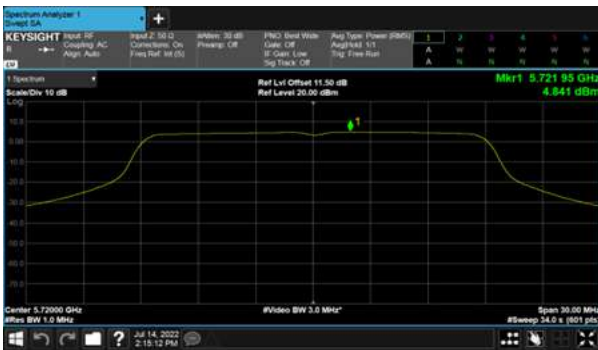 Spectrum Analyzer 1
Swept SA
+
KEYSIGHT Input: RF Input Z: 50 Ω #Atten: 30 dB PNO: Best Wide Avg Type: Power (RMS) 1 2 3 4 5 6
R Coupling: AC Corrections: On Preamp: Off Gate: Off Avg|Hold: 1/1 A W W W W W
Align: Auto Freq Ref: Int (S) IF Gain: Low Trig: Free Run
Sig Track: Off A N N N N N
1 Spectrum
Scale/Div 10 dB
Ref Lvl Offset 11.50 dB
Ref Level 20.00 dBm
Mkr1 5.721 95 GHz
4.841 dBm
Log
10.0
0.00
-10.0
-20.0
-30.0
-40.0
-50.0
-60.0
-70.0
1
Center 5.72000 GHz
#Res BW 1.0 MHz
#Video BW 3.0 MHz*
Span 30.00 MHz
#Sweep 34.0 s (601 pts)
? Jul 14, 2022
2:15:12 PM